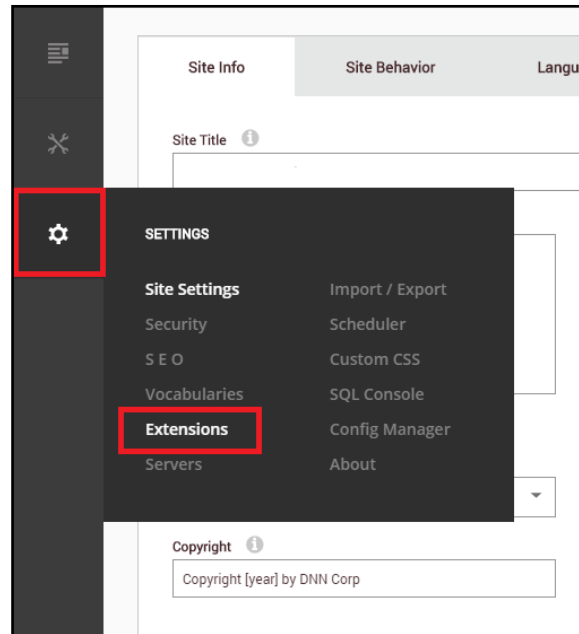 Site Info
Site Behavior
Langu
Site Title
SETTINGS
Site Settings
Import / Export
Security
Scheduler
S E O
Custom CSS
Vocabularies
SQL Console
Extensions
Config Manager
Servers
About
Copyright
Copyright [year] by DNN Corp